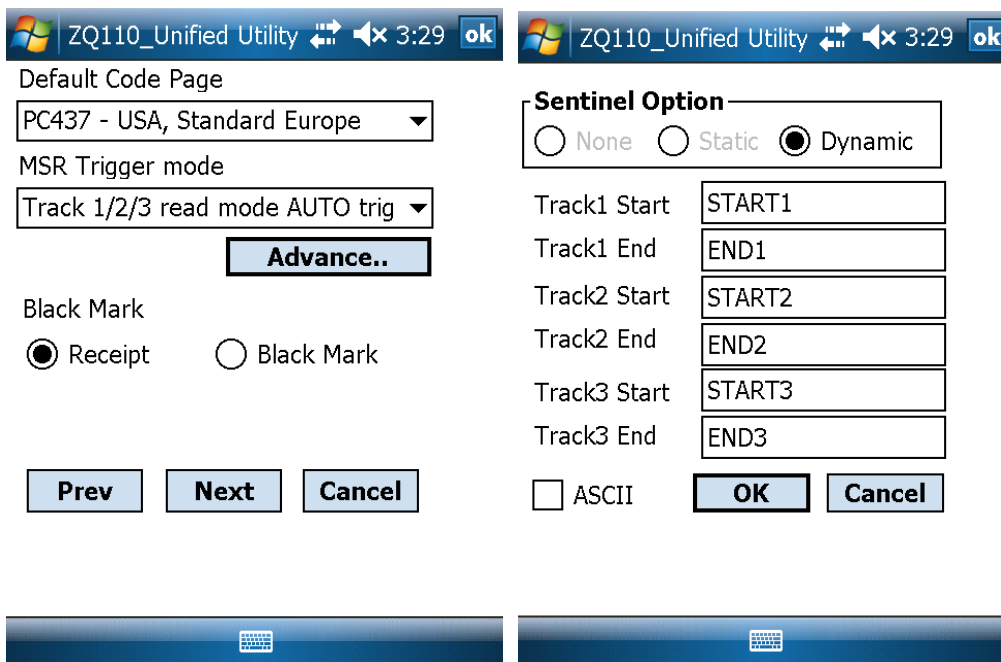 ZQ110_Unified Utility 3:29 ok
Default Code Page
PC437 - USA, Standard Europe
MSR Trigger mode
Track 1/2/3 read mode AUTO trig
Advance..
Black Mark
Receipt Black Mark
Prev Next Cancel
ZQ110_Unified Utility 3:29 ok
Sentinel Option
None Static Dynamic
Track1 Start START1
Track1 End END1
Track2 Start START2
Track2 End END2
Track3 Start START3
Track3 End END3
ASCII OK Cancel